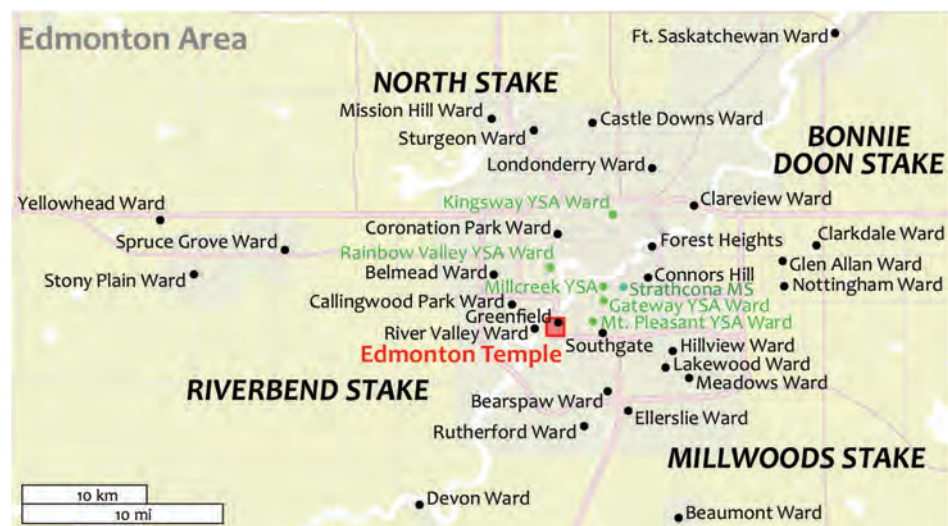 Edmonton Area
Ft. Saskatchewan Ward
NORTH STAKE
Mission Hill Ward
Castle Downs Ward
Sturgeon Ward
BONNIE
DOON STAKE
Londonderry Ward
Yellowhead Ward
Kingsway YSA Ward
Clareview Ward
Coronation Park Ward
Spruce Grove Ward
Forest Heights
Clarkdale Ward
Rainbow Valley YSA Ward
Glen Allan Ward
Stony Plain Ward
Belmead Ward
Connors Hill
Millcreek YSA
Strathcona MS
Nottingham Ward
Callingwood Park Ward
Gateway YSA Ward
Greenfield
Mt. Pleasant YSA Ward
River Valley Ward
Southgate
Hillview Ward
Edmonton Temple
Lakewood Ward
Meadows Ward
RIVERBEND STAKE
Bearspaw Ward
Ellerslie Ward
Rutherford Ward
MILLWOODS STAKE
10 km
Devon Ward
10 mi
Beaumont Ward